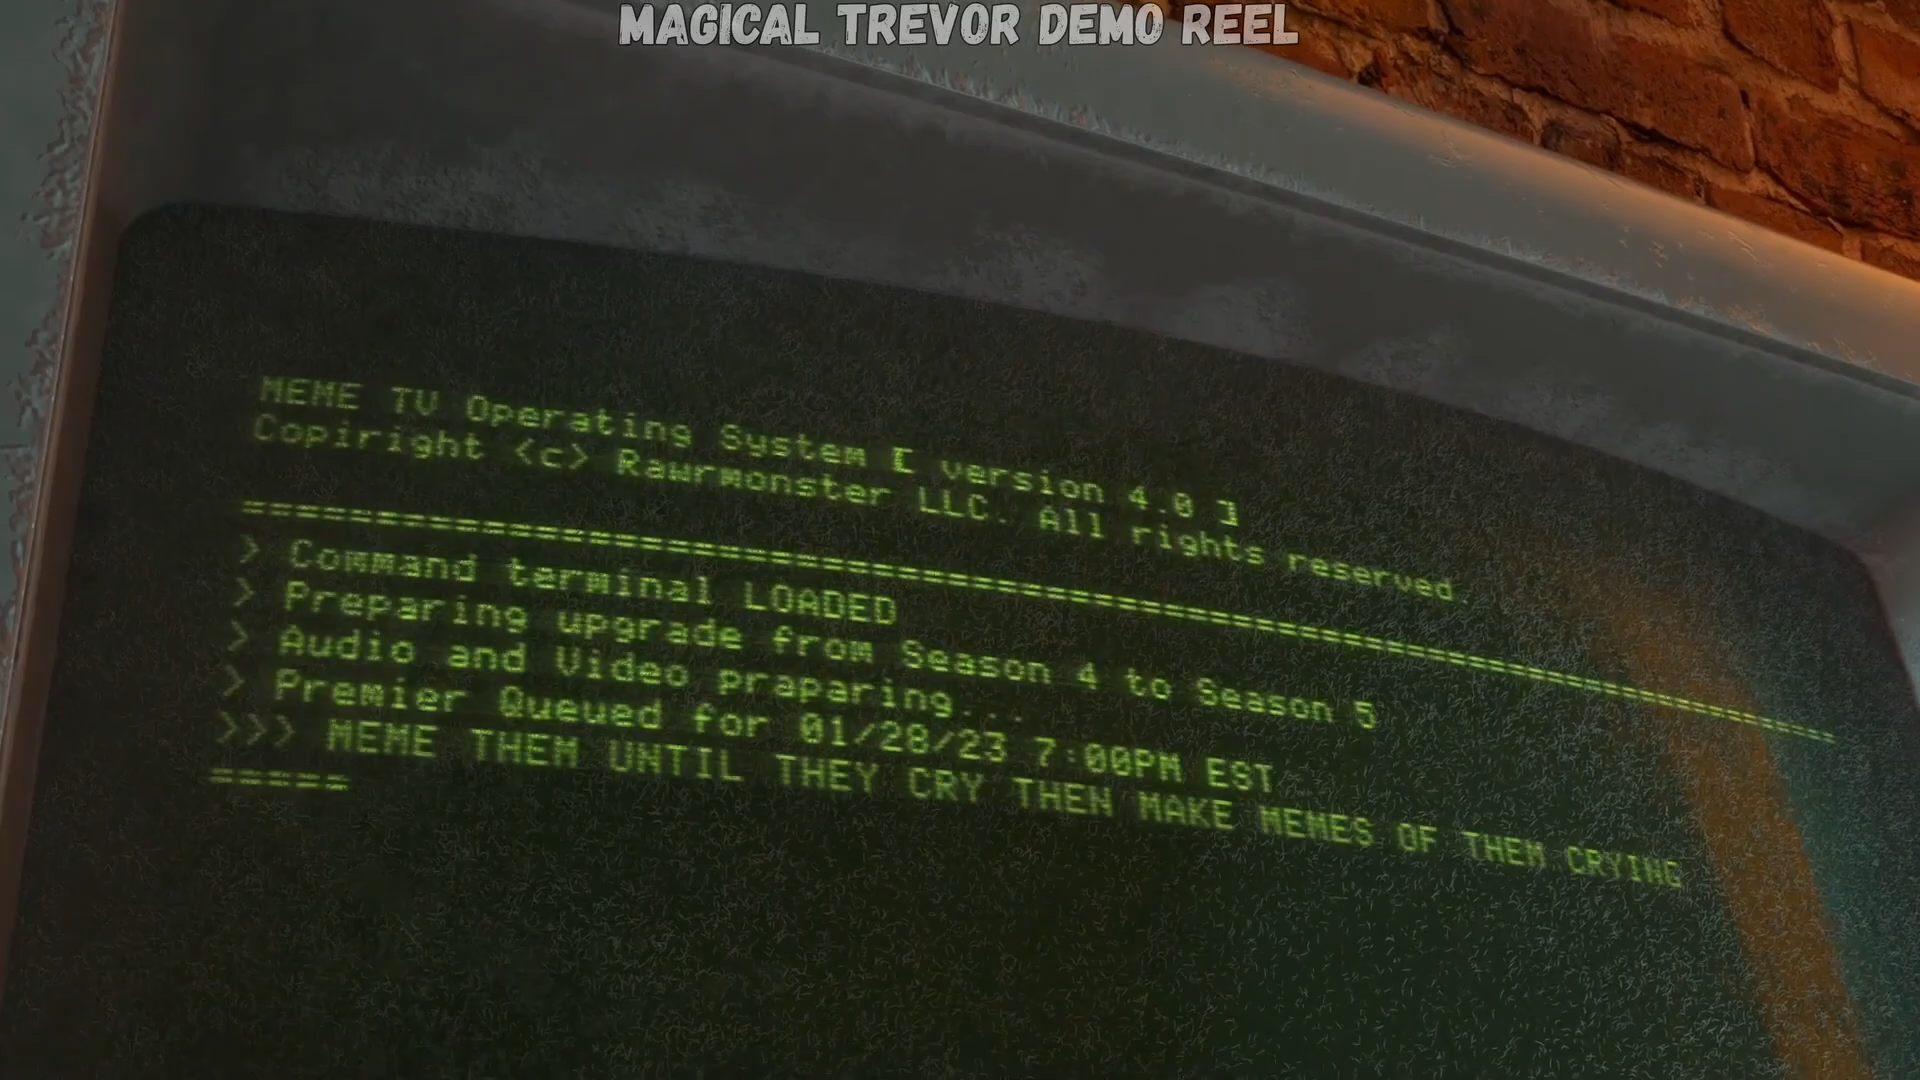 MAGICAL TREVOR DEMO REEL
MEME TV Operating System [ version 4.0 ]
Copiright <c> Rawrmonster LLC. All rights reserved.
==========================================================
> Command terminal LOADED
> Preparing upgrade from Season 4 to Season 5
> Audio and Video praparing...
> Premier Queued for 01/28/23 7:00PM EST
>>> MEME THEM UNTIL THEY CRY THEN MAKE MEMES OF THEM CRYING
=====